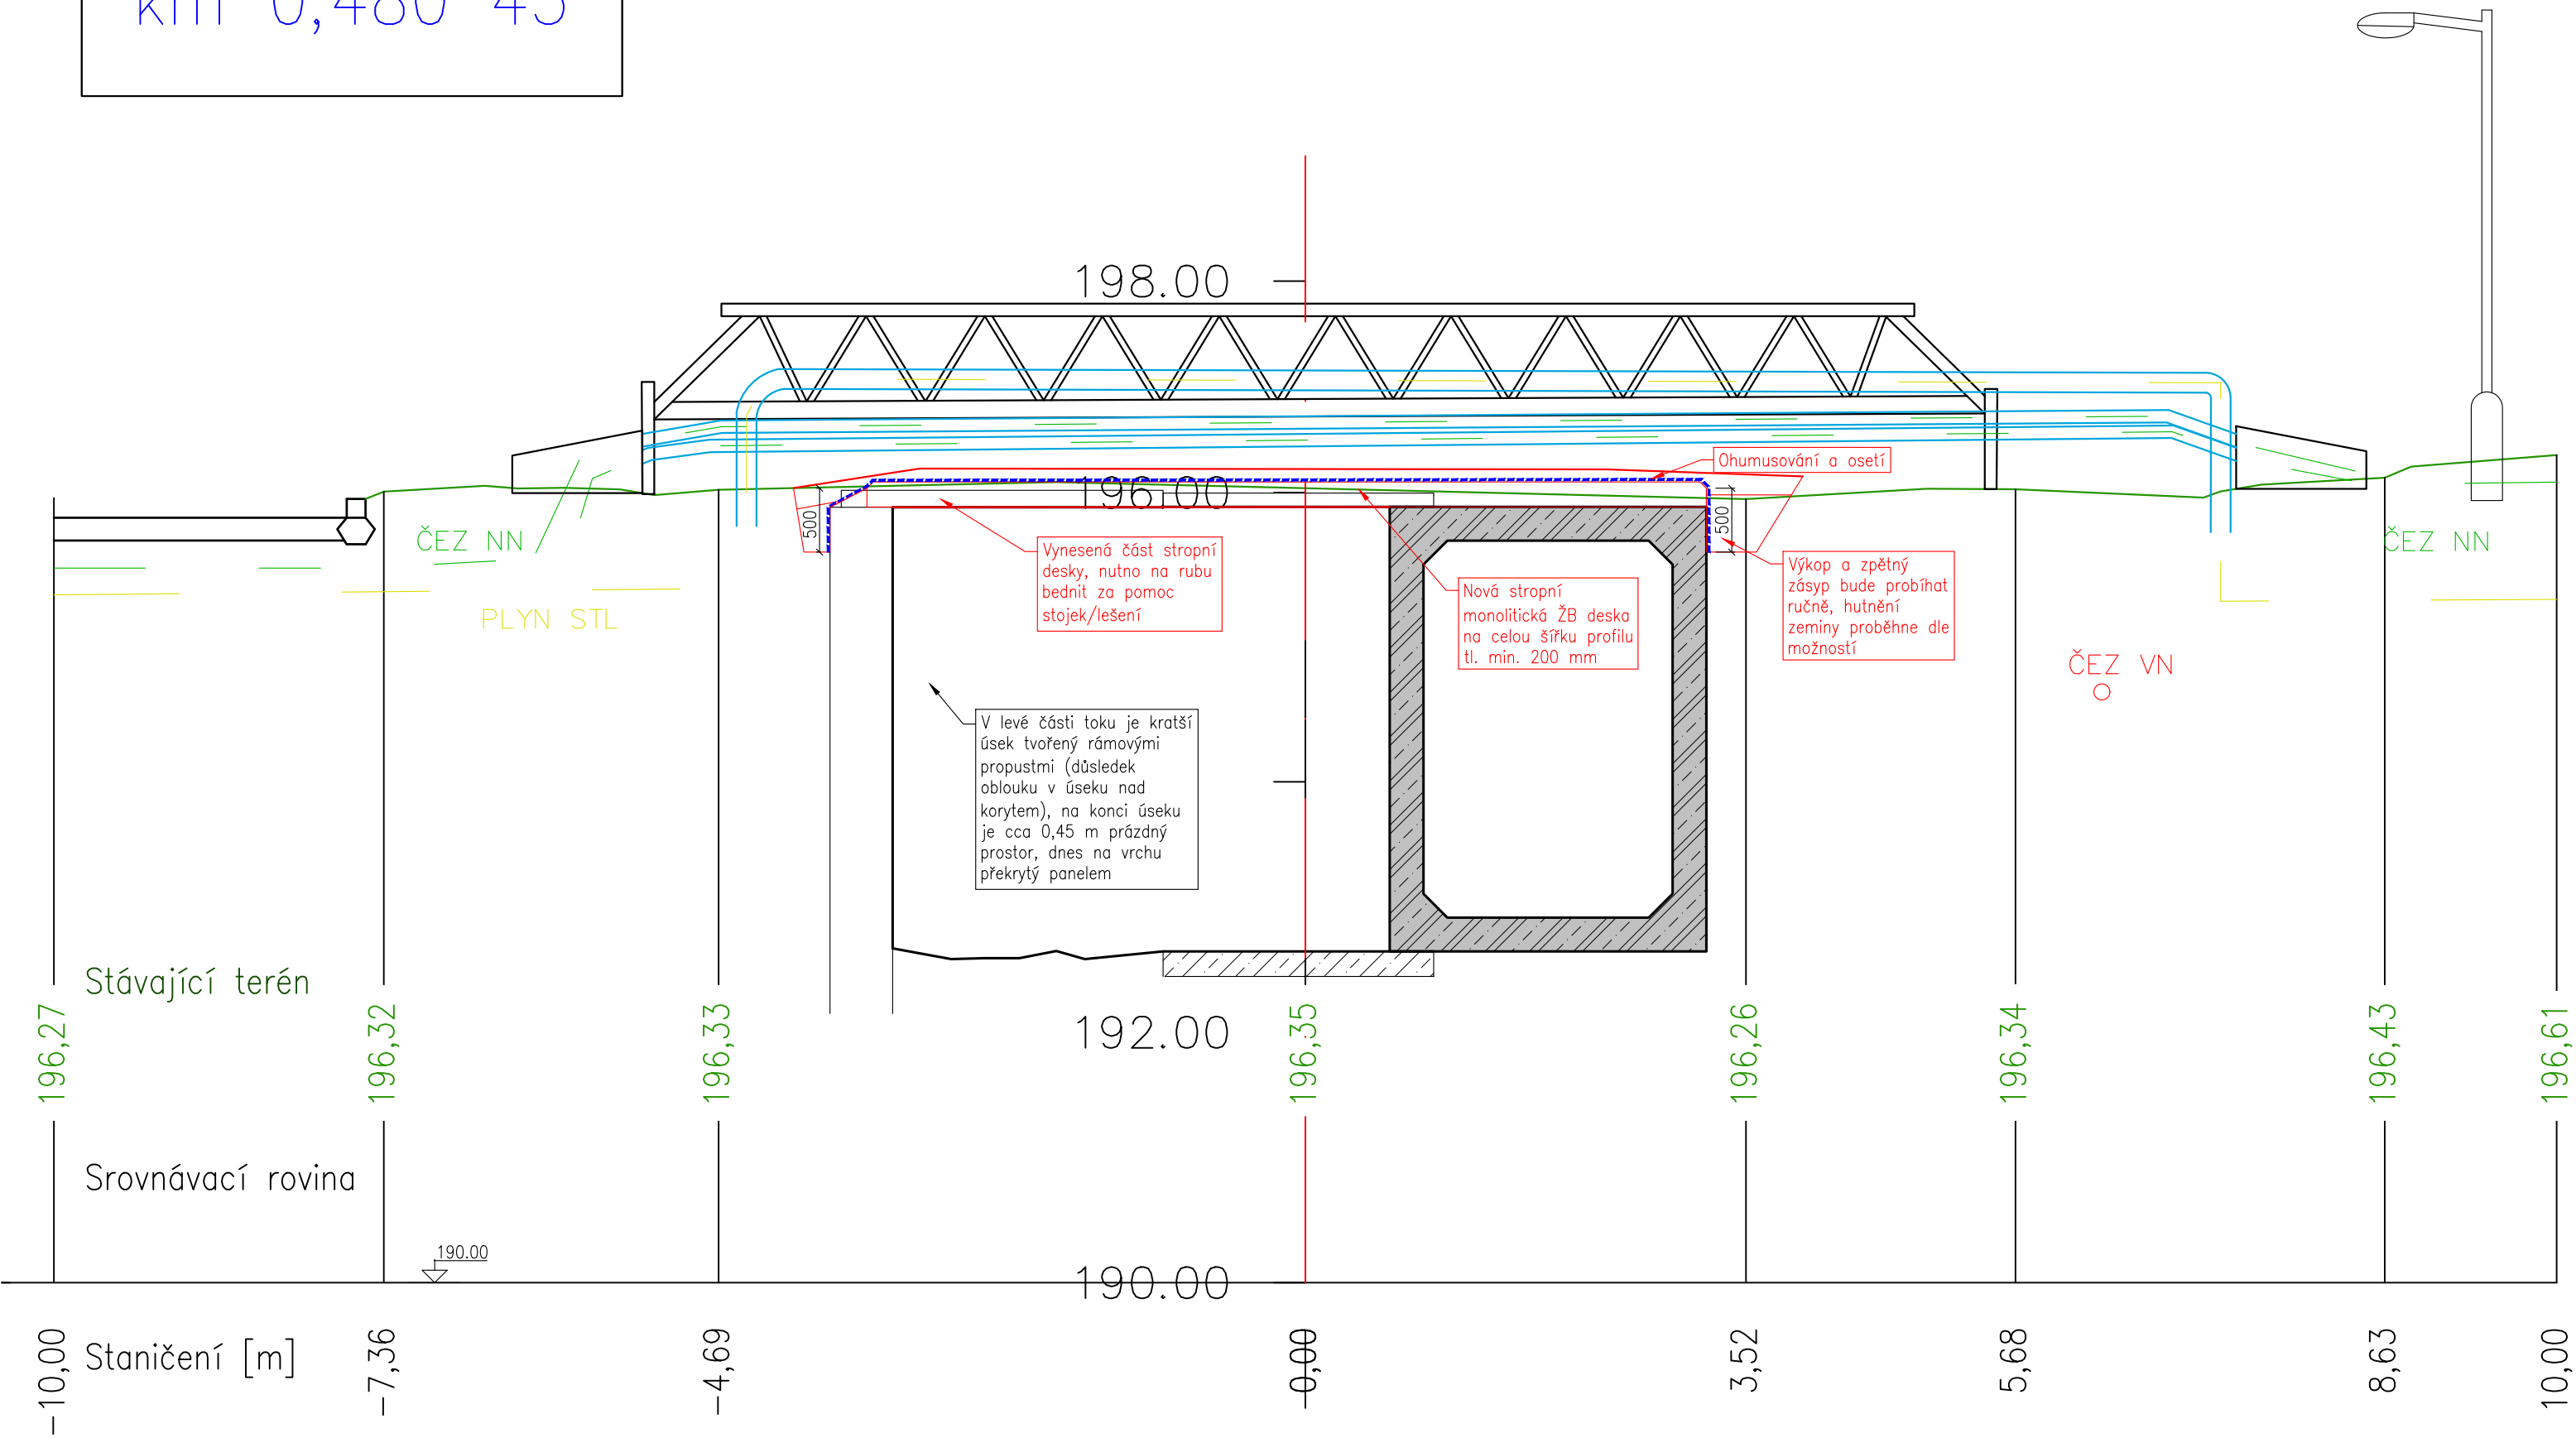 km 0,480 45
198.00
196.00
Ohumusování a osetí
500
500
ČEZ NN
PLYN STL
Vynesená část stropní
desky, nutno na rubu
bednit za pomoc
stojek/lešení
Nová stropní
monolitická ŽB deska
na celou šířku profilu
tl. min. 200 mm
Výkop a zpětný
zásyp bude probíhat
ručně, hutnění
zeminy proběhne dle
možností
ČEZ NN
ČEZ VN
V levé části toku je kratší
úsek tvořený rámovými
propustmi (důsledek
oblouku v úseku nad
korytem), na konci úseku
je cca 0,45 m prázdný
prostor, dnes na vrchu
překrytý panelem
Stávající terén
192.00
196,27
196,32
196,33
196,35
196,26
196,34
196,43
196,61
Srovnávací rovina
190.00
190.00
Staničení [m]
-10,00
-7,36
-4,69
0,00
3,52
5,68
8,63
10,00